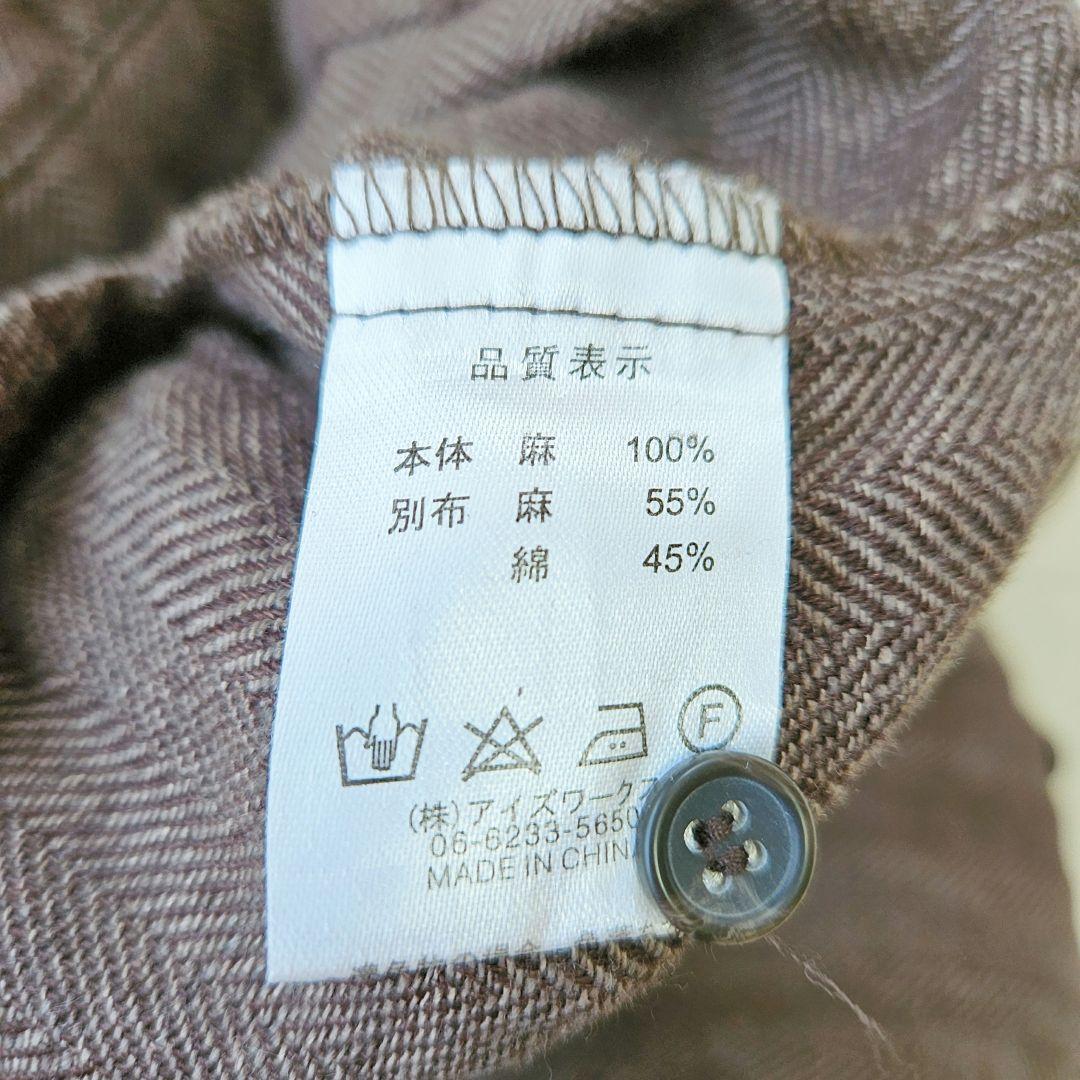 品質表示
本体 麻 100%
別布 麻 55%
綿 45%
F
(株)アイズワーク
06-6233-5650
MADE IN CHIN